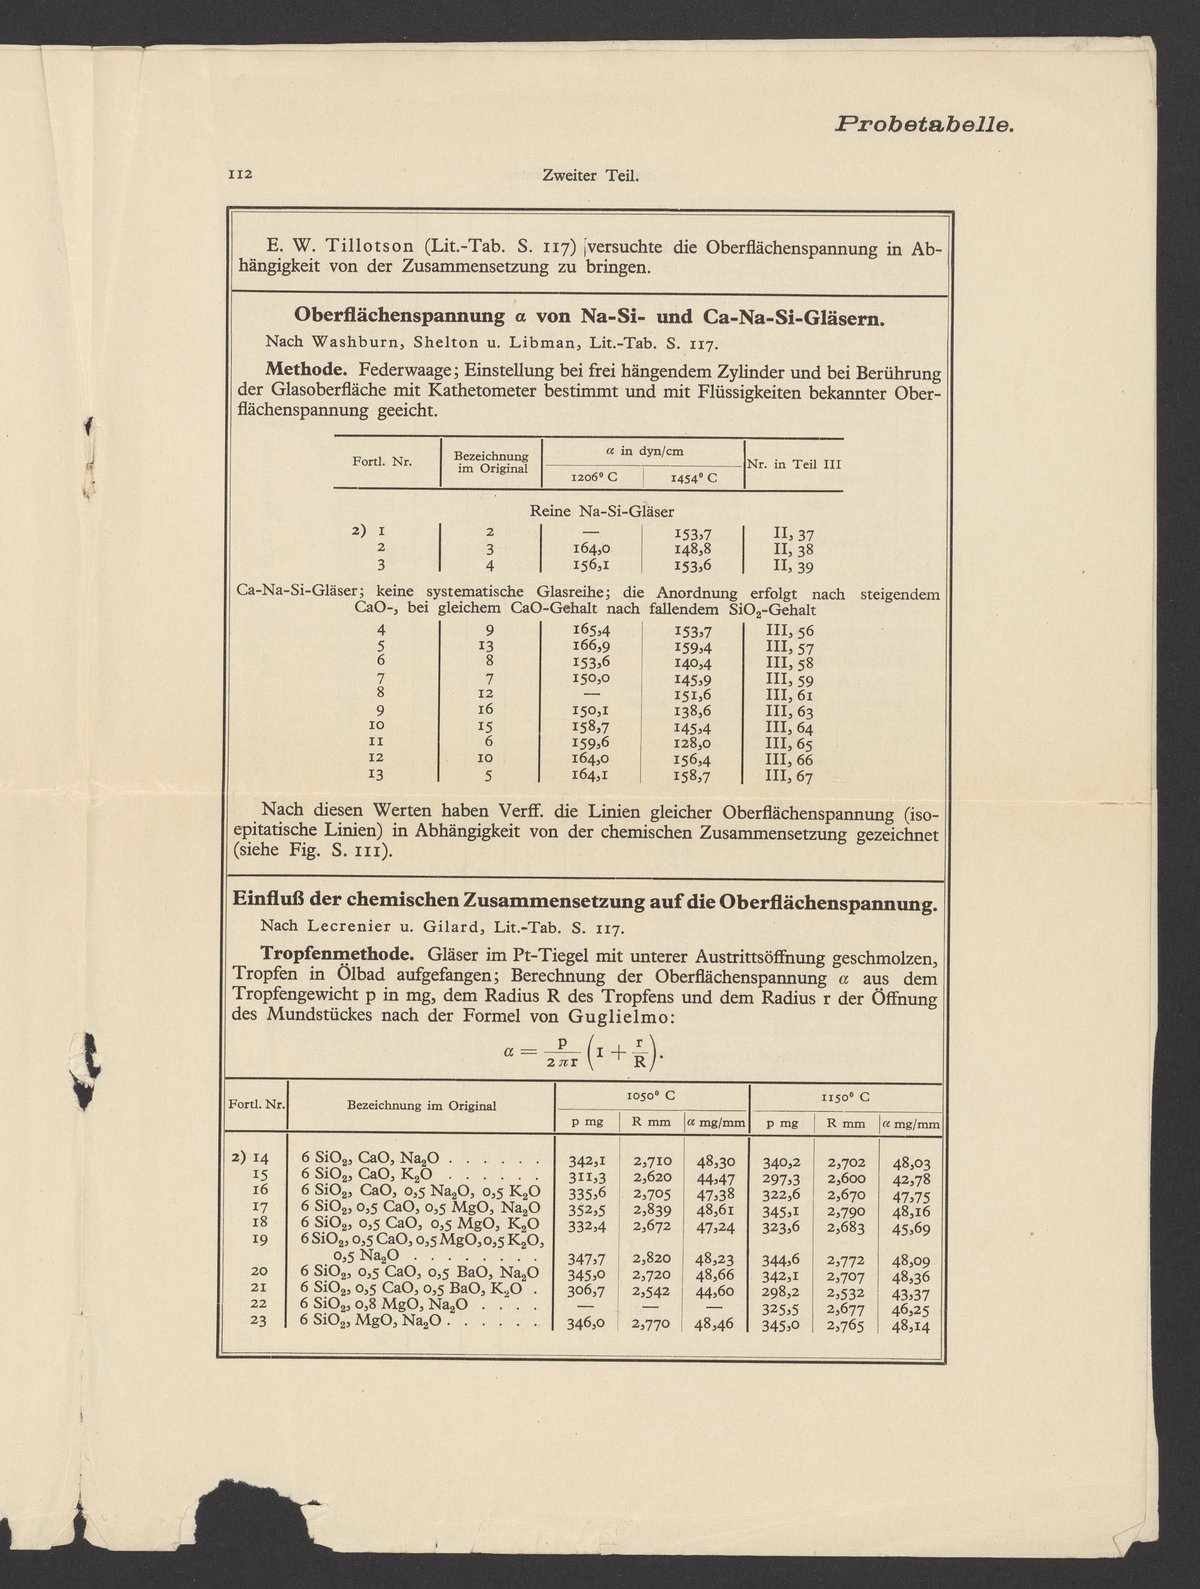 Probetabelle.
112 Zweiter Teil.
E. W. Tillotson (Lit.-Tab. S. 117) versuchte die Oberflächenspannung in Ab-
hängigkeit von der Zusammensetzung zu bringen.
Oberflächenspannung α von Na-Si- und Ca-Na-Si-Gläsern.
Nach Washburn, Shelton u. Libman, Lit.-Tab. S. 117.
Methode. Federwaage; Einstellung bei frei hängendem Zylinder und bei Berührung
der Glasoberfläche mit Kathetometer bestimmt und mit Flüssigkeiten bekannter Ober-
flächenspannung geeicht.
Fortl. Nr. Bezeichnung im Original α in dyn/cm Nr. in Teil III
1206° C 1454° C
Reine Na-Si-Gläser
2) 1 2 — 153,7 II, 37
2 3 164,0 148,8 II, 38
3 4 156,1 153,6 II, 39
Ca-Na-Si-Gläser; keine systematische Glasreihe; die Anordnung erfolgt nach steigendem
CaO-, bei gleichem CaO-Gehalt nach fallendem SiO₂-Gehalt
4 9 165,4 153,7 III, 56
5 13 166,9 159,4 III, 57
6 8 153,6 140,4 III, 58
7 7 150,0 145,9 III, 59
8 12 — 151,6 III, 61
9 16 150,1 138,6 III, 63
10 15 158,7 145,4 III, 64
11 6 159,6 128,0 III, 65
12 10 164,0 156,4 III, 66
13 5 164,1 158,7 III, 67
Nach diesen Werten haben Verff. die Linien gleicher Oberflächenspannung (iso-
epitatische Linien) in Abhängigkeit von der chemischen Zusammensetzung gezeichnet
(siehe Fig. S. 111).
Einfluß der chemischen Zusammensetzung auf die Oberflächenspannung.
Nach Lecrenier u. Gilard, Lit.-Tab. S. 117.
Tropfenmethode. Gläser im Pt-Tiegel mit unterer Austrittsöffnung geschmolzen,
Tropfen in Ölbad aufgefangen; Berechnung der Oberflächenspannung α aus dem
Tropfengewicht p in mg, dem Radius R des Tropfens und dem Radius r der Öffnung
des Mundstückes nach der Formel von Guglielmo:
α = p / 2 π r (1 + r / R).
Fortl. Nr. Bezeichnung im Original 1050° C 1150° C
p mg R mm α mg/mm p mg R mm α mg/mm
2) 14 6 SiO₂, CaO, Na₂O . . . . . . 342,1 2,710 48,30 340,2 2,702 48,03
15 6 SiO₂, CaO, K₂O . . . . . . 311,3 2,620 44,47 297,3 2,600 42,78
16 6 SiO₂, CaO, 0,5 Na₂O, 0,5 K₂O 335,6 2,705 47,38 322,6 2,670 47,75
17 6 SiO₂, 0,5 CaO, 0,5 MgO, Na₂O 352,5 2,839 48,61 345,1 2,790 48,16
18 6 SiO₂, 0,5 CaO, 0,5 MgO, K₂O 332,4 2,672 47,24 323,6 2,683 45,69
19 6 SiO₂, 0,5 CaO, 0,5 MgO, 0,5 K₂O,
0,5 Na₂O . . . . . . . . . 347,7 2,820 48,23 344,6 2,772 48,09
20 6 SiO₂, 0,5 CaO, 0,5 BaO, Na₂O 345,0 2,720 48,66 342,1 2,707 48,36
21 6 SiO₂, 0,5 CaO, 0,5 BaO, K₂O . 306,7 2,542 44,60 298,2 2,532 43,37
22 6 SiO₂, 0,8 MgO, Na₂O . . . . — — — 325,5 2,677 46,25
23 6 SiO₂, MgO, Na₂O . . . . . . 346,0 2,770 48,46 345,0 2,765 48,14